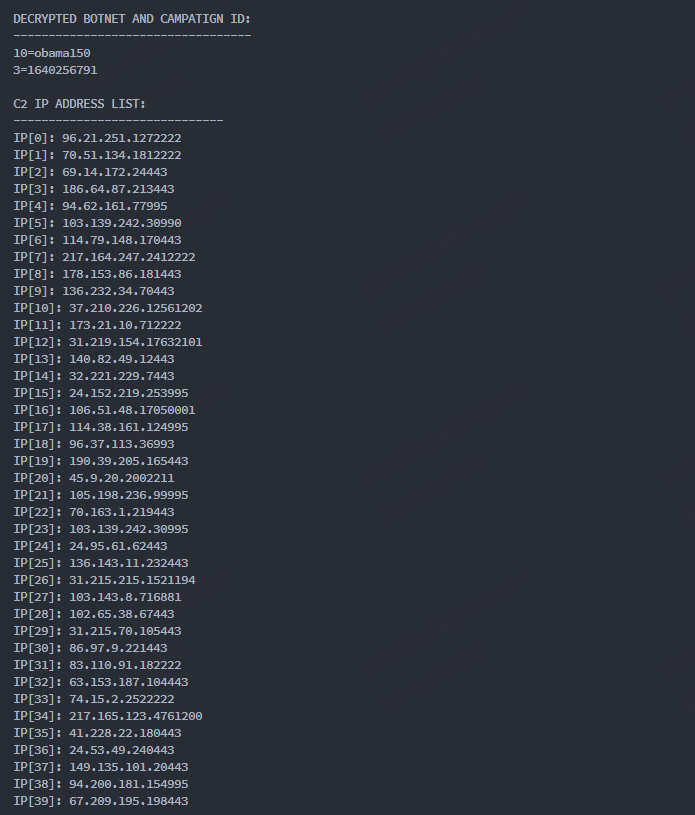 DECRYPTED BOTNET AND CAMPATIGN ID:
----------------------------------
10=obama150
3=1640256791
C2 IP ADDRESS LIST:
------------------------------
IP[0]: 96.21.251.1272222
IP[1]: 70.51.134.1812222
IP[2]: 69.14.172.24443
IP[3]: 186.64.87.213443
IP[4]: 94.62.161.77995
IP[5]: 103.139.242.30990
IP[6]: 114.79.148.170443
IP[7]: 217.164.247.2412222
IP[8]: 178.153.86.181443
IP[9]: 136.232.34.70443
IP[10]: 37.210.226.12561202
IP[11]: 173.21.10.712222
IP[12]: 31.219.154.17632101
IP[13]: 140.82.49.12443
IP[14]: 32.221.229.7443
IP[15]: 24.152.219.253995
IP[16]: 106.51.48.17050001
IP[17]: 114.38.161.124995
IP[18]: 96.37.113.36993
IP[19]: 190.39.205.165443
IP[20]: 45.9.20.2002211
IP[21]: 105.198.236.99995
IP[22]: 70.163.1.219443
IP[23]: 103.139.242.30995
IP[24]: 24.95.61.62443
IP[25]: 136.143.11.232443
IP[26]: 31.215.215.1521194
IP[27]: 103.143.8.716881
IP[28]: 102.65.38.67443
IP[29]: 31.215.70.105443
IP[30]: 86.97.9.221443
IP[31]: 83.110.91.182222
IP[32]: 63.153.187.104443
IP[33]: 74.15.2.2522222
IP[34]: 217.165.123.4761200
IP[35]: 41.228.22.180443
IP[36]: 24.53.49.240443
IP[37]: 149.135.101.20443
IP[38]: 94.200.181.154995
IP[39]: 67.209.195.198443